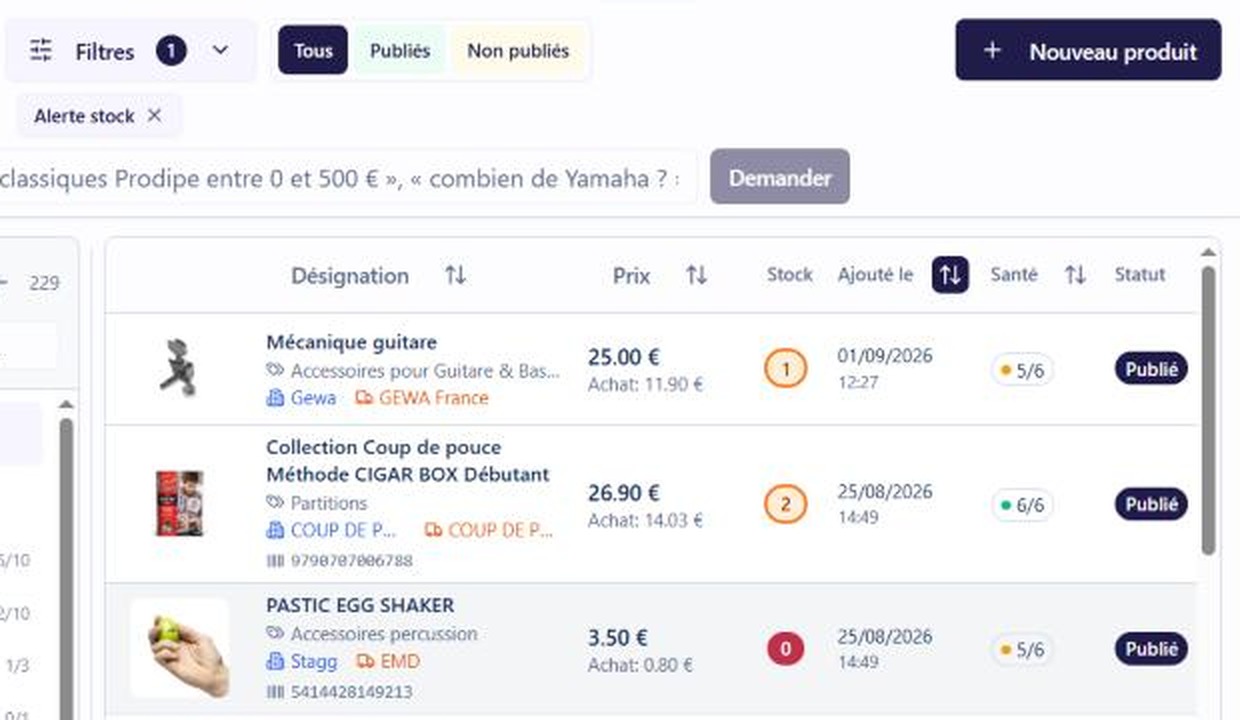 Filtres 1
Tous Publiés Non publiés
Nouveau produit
Alerte stock
classiques Prodipe entre 0 et 500 € », « combien de Yamaha ?
Demander
229
Désignation Prix Stock Ajouté le Santé Statut
Mécanique guitare
Accessoires pour Guitare & Bas...
Gewa GEWA France
25.00 €
Achat: 11.90 €
1
01/09/2026
12:27
5/6
Publié
Collection Coup de pouce
Méthode CIGAR BOX Débutant
Partitions
COUP DE P... COUP DE P...
9790707006788
26.90 €
Achat: 14.03 €
2
25/08/2026
14:49
6/6
Publié
PASTIC EGG SHAKER
Accessoires percussion
Stagg EMD
5414428149213
3.50 €
Achat: 0.80 €
0
25/08/2026
14:49
5/6
Publié
/10
2/10
1/3